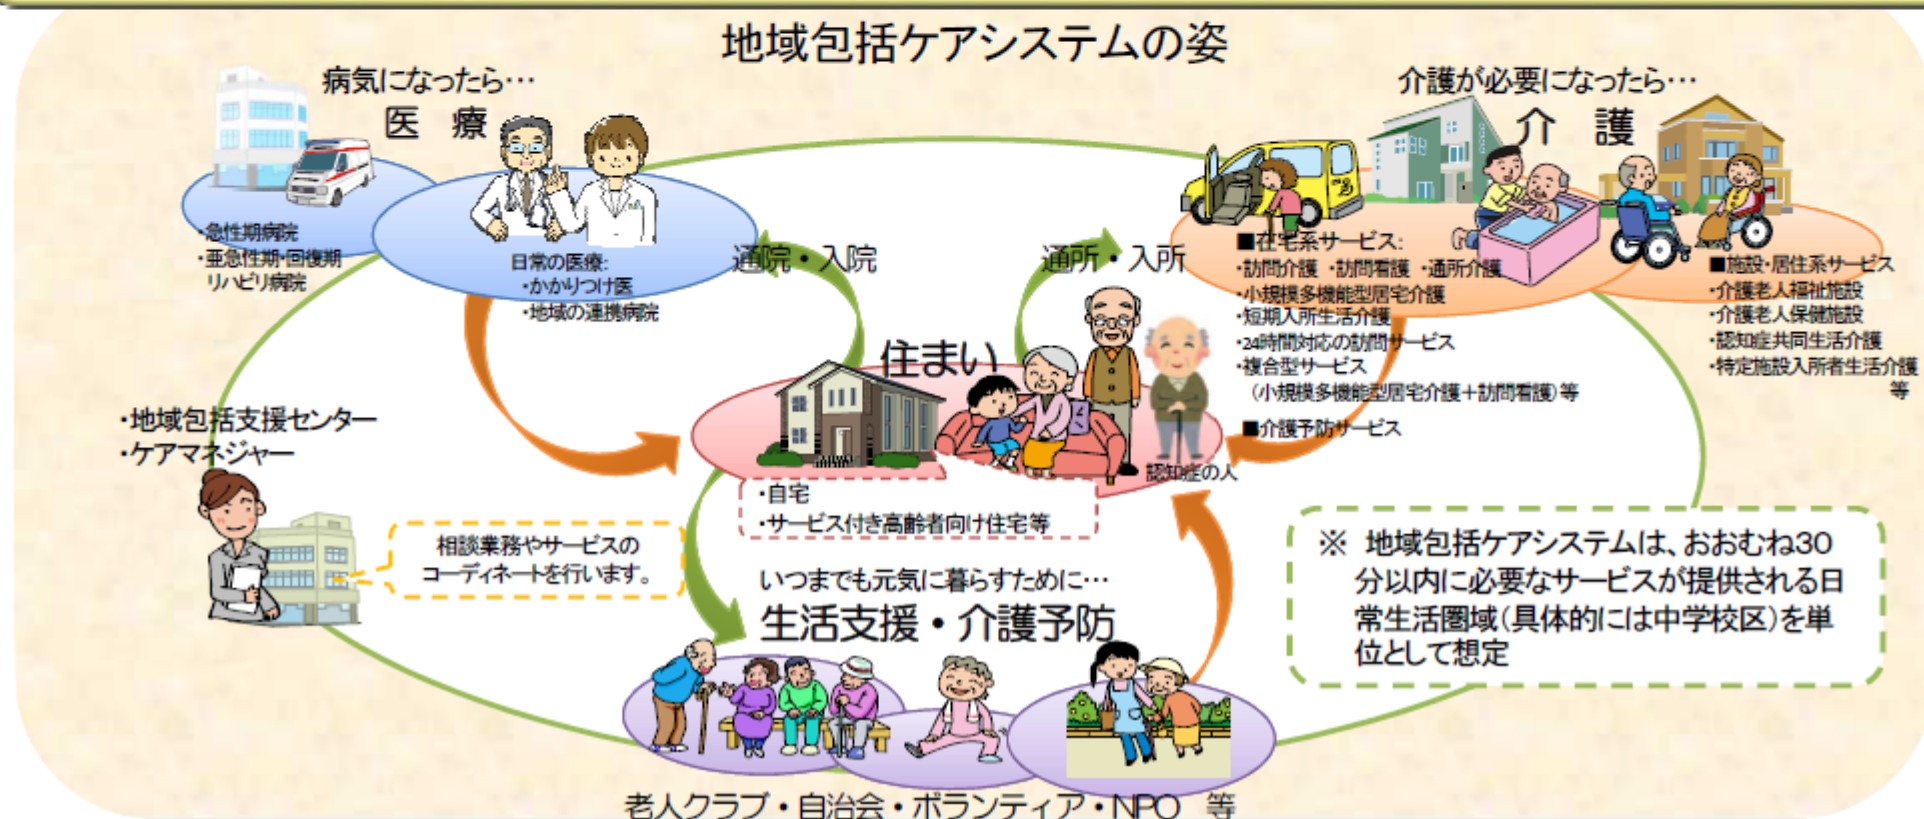 地域包括ケアシステムの姿
病気になったら…
医 療
・急性期病院
・亜急性期・回復期
リハビリ病院
日常の医療:
・かかりつけ医
・地域の連携病院
通院・入院
通所・入所
介護が必要になったら…
介 護
■在宅系サービス:
・訪問介護 ・訪問看護 ・通所介護
・小規模多機能型居宅介護
・短期入所生活介護
・24時間対応の訪問サービス
・複合型サービス
(小規模多機能型居宅介護+訪問看護)等
■介護予防サービス
■施設・居住系サービス
・介護老人福祉施設
・介護老人保健施設
・認知症共同生活介護
・特定施設入所者生活介護
等
住まい
認知症の人
・自宅
・サービス付き高齢者向け住宅等
・地域包括支援センター
・ケアマネジャー
相談業務やサービスの
コーディネートを行います。
いつまでも元気に暮らすために…
生活支援・介護予防
老人クラブ・自治会・ボランティア・NPO 等
※ 地域包括ケアシステムは、おおむね30
分以内に必要なサービスが提供される日
常生活圏域(具体的には中学校区)を単
位として想定